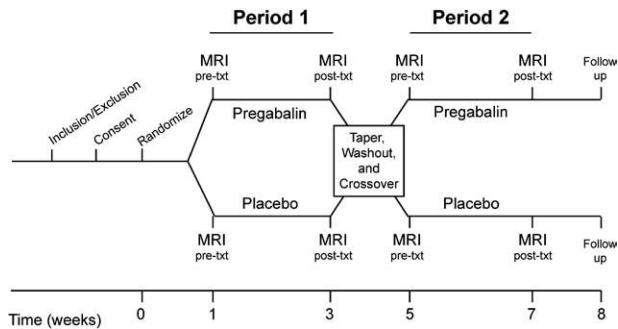 Period 1 Period 2
MRI MRI MRI MRI Follow
pre-txt post-txt pre-txt post-txt up
Inclusion/Exclusion
Consent
Randomize
Pregabalin Pregabalin
Taper,
Washout,
and
Crossover
Placebo Placebo
MRI MRI MRI MRI Follow-
pre-txt post-txt pre-txt post-txt up
0 1 3 5 7 8
Time (weeks)